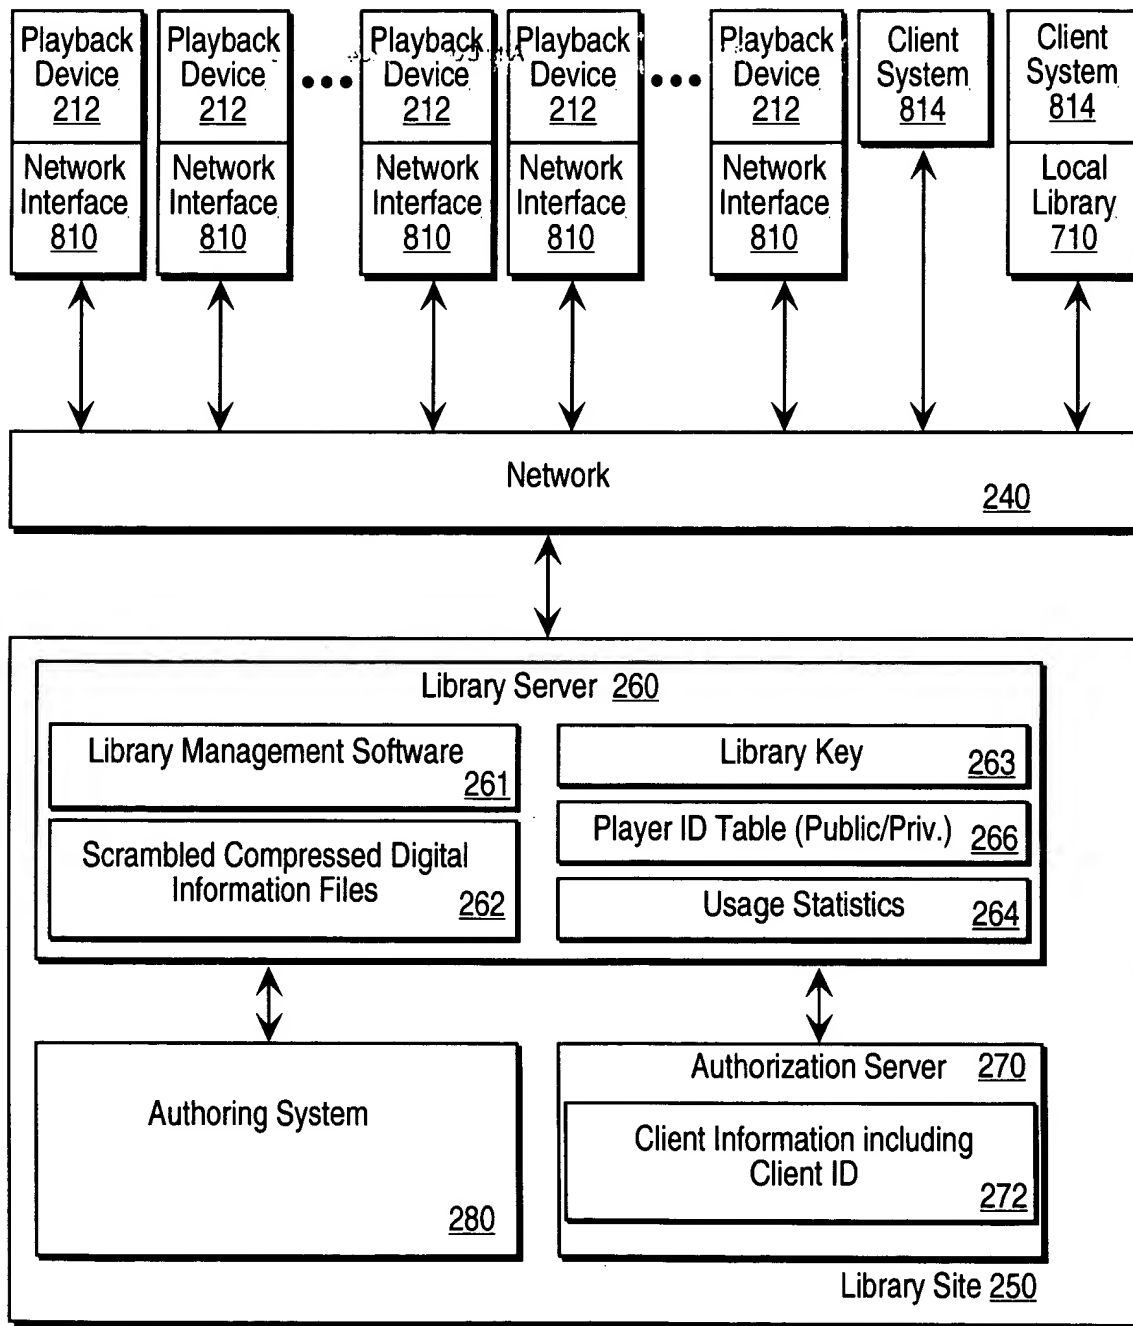 Playback Device 212
Network Interface 810
Playback Device 212
Network Interface 810
Playback Device 212
Network Interface 810
Playback Device 212
Network Interface 810
Playback Device 212
Network Interface 810
Client System 814
Client System 814
Local Library 710
Network
240
Library Server 260
Library Management Software
261
Scrambled Compressed Digital
Information Files
262
Library Key 263
Player ID Table (Public/Priv.) 266
Usage Statistics 264
Authoring System
280
Authorization Server 270
Client Information including
Client ID
272
Library Site 250